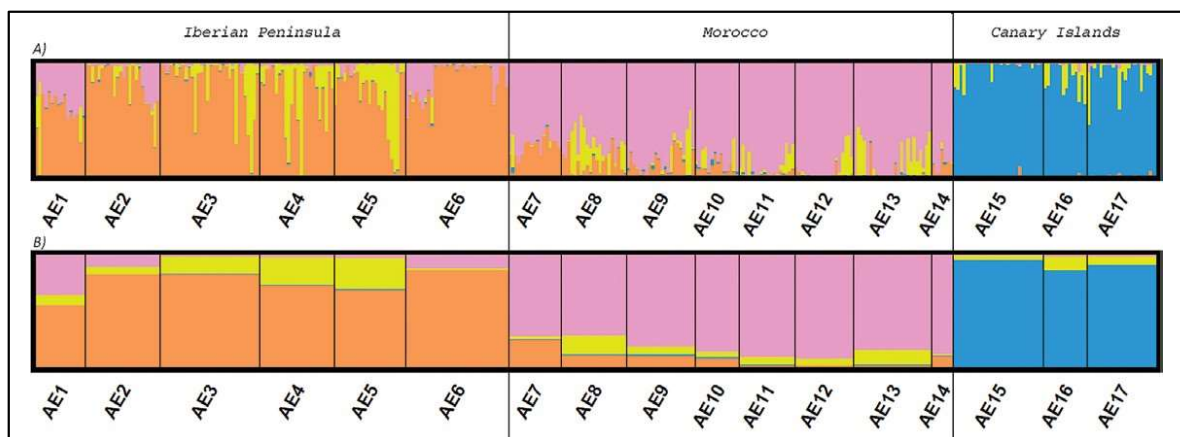 Iberian Peninsula Morocco Canary Islands
A)
AE1 AE2 AE3 AE4 AE5 AE6 AE7 AE8 AE9 AE10 AE11 AE12 AE13 AE14 AE15 AE16 AE17
B)
AE1 AE2 AE3 AE4 AE5 AE6 AE7 AE8 AE9 AE10 AE11 AE12 AE13 AE14 AE15 AE16 AE17